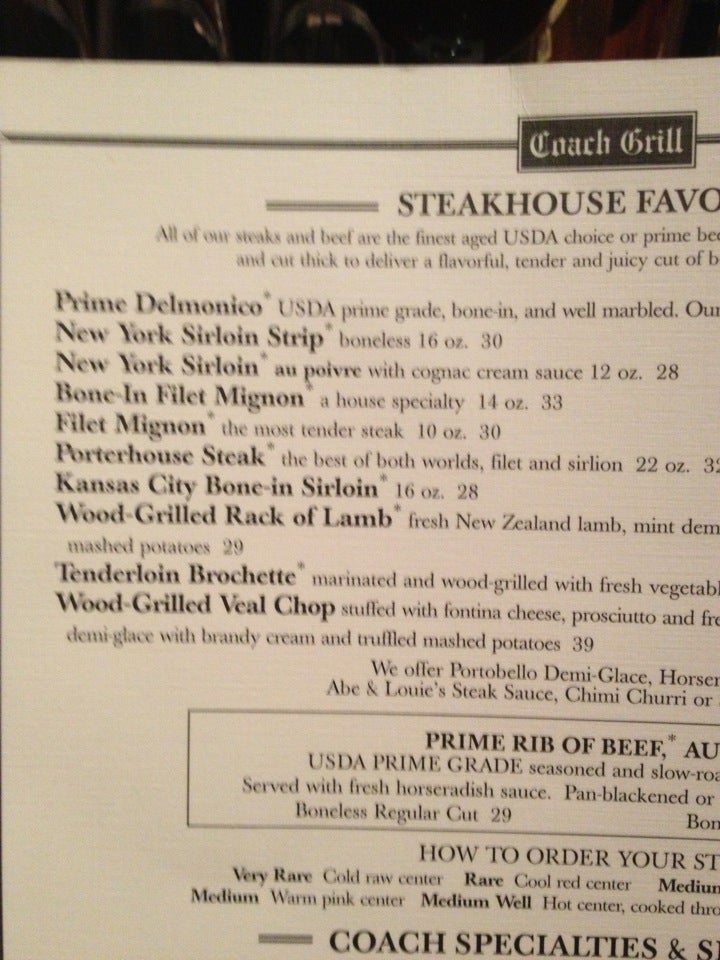 Coach Grill
STEAKHOUSE FAVO
All of our steaks and beef are the finest aged USDA choice or prime bee
and cut thick to deliver a flavorful, tender and juicy cut of b
Prime Delmonico* USDA prime grade, bone-in, and well marbled. Our
New York Sirloin Strip* boneless 16 oz. 30
New York Sirloin* au poivre with cognac cream sauce 12 oz. 28
Bone-In Filet Mignon* a house specialty 14 oz. 33
Filet Mignon* the most tender steak 10 oz. 30
Porterhouse Steak* the best of both worlds, filet and sirlion 22 oz. 32
Kansas City Bone-in Sirloin* 16 oz. 28
Wood-Grilled Rack of Lamb* fresh New Zealand lamb, mint dem
mashed potatoes 29
Tenderloin Brochette* marinated and wood-grilled with fresh vegetabl
Wood-Grilled Veal Chop stuffed with fontina cheese, prosciutto and fre
demi-glace with brandy cream and truffled mashed potatoes 39
We offer Portobello Demi-Glace, Horser
Abe & Louie's Steak Sauce, Chimi Churri or
PRIME RIB OF BEEF,* AU
USDA PRIME GRADE seasoned and slow-roa
Served with fresh horseradish sauce. Pan-blackened or
Boneless Regular Cut 29 Bon
HOW TO ORDER YOUR ST
Very Rare Cold raw center Rare Cool red center Medium
Medium Warm pink center Medium Well Hot center, cooked thro
COACH SPECIALTIES & S